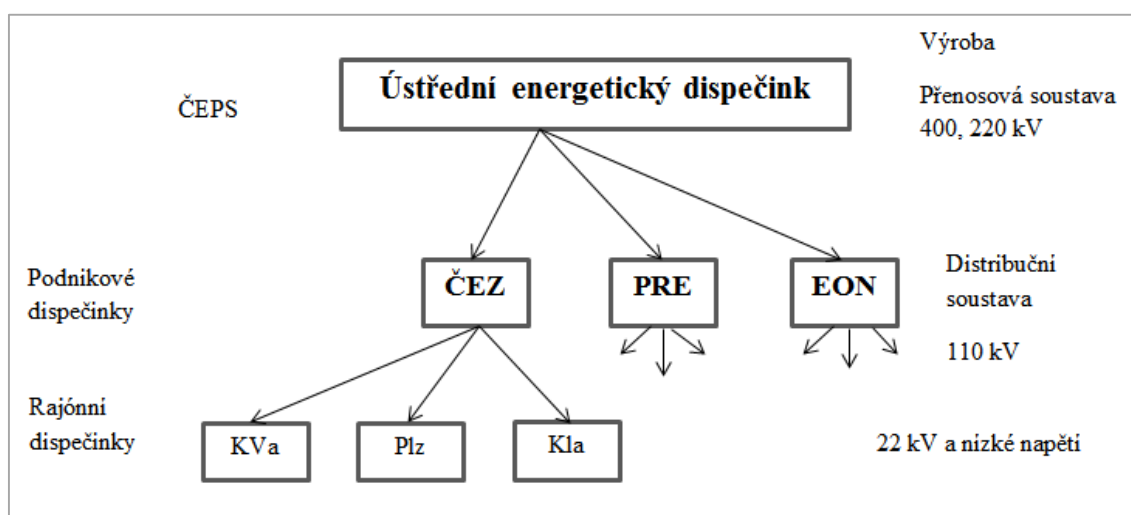 Výroba
Ústřední energetický dispečink
ČEPS
Přenosová soustava
400, 220 kV
Podnikové
dispečinky
ČEZ
PRE
EON
Distribuční
soustava
110 kV
Rajónní
dispečinky
KVa
Plz
Kla
22 kV a nízké napětí